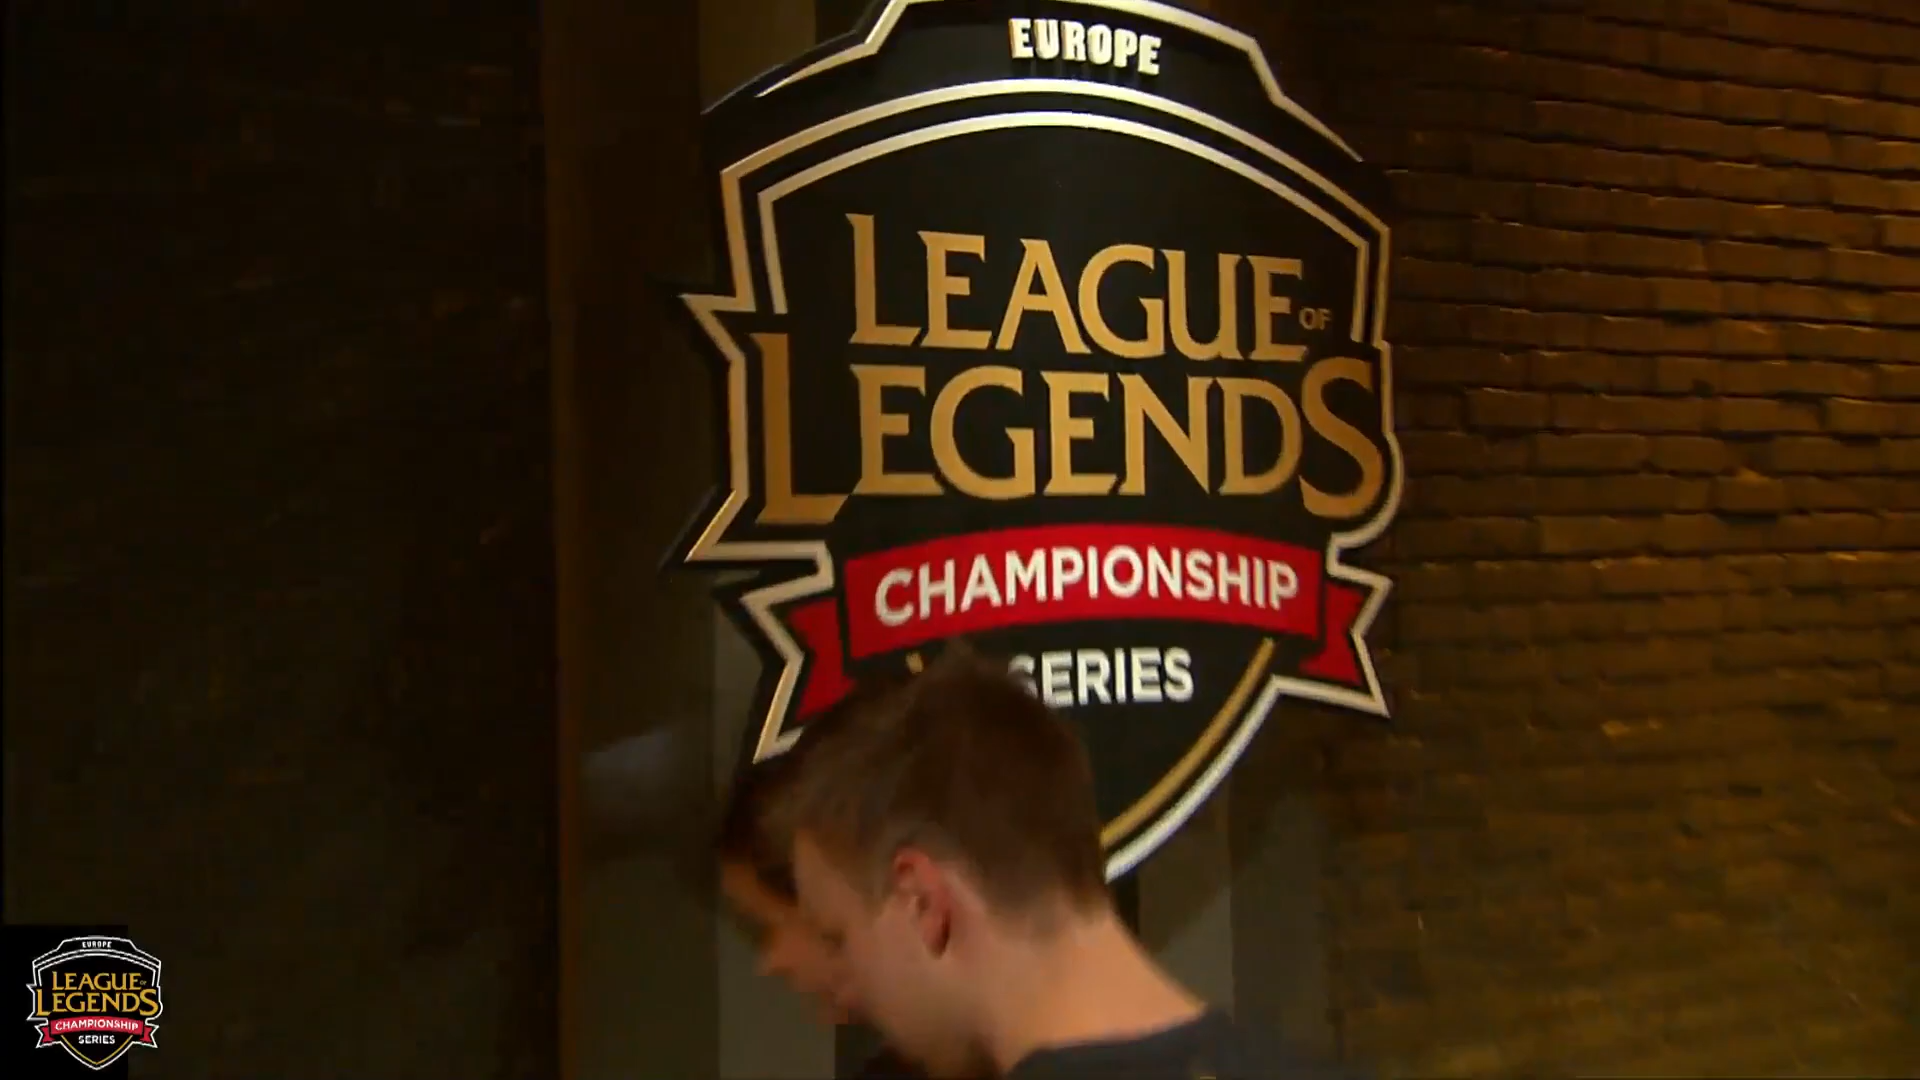 EUROPE
LEAGUE OF
LEGENDS
CHAMPIONSHIP
SERIES
EUROPE
LEAGUE OF
LEGENDS
CHAMPIONSHIP
SERIES